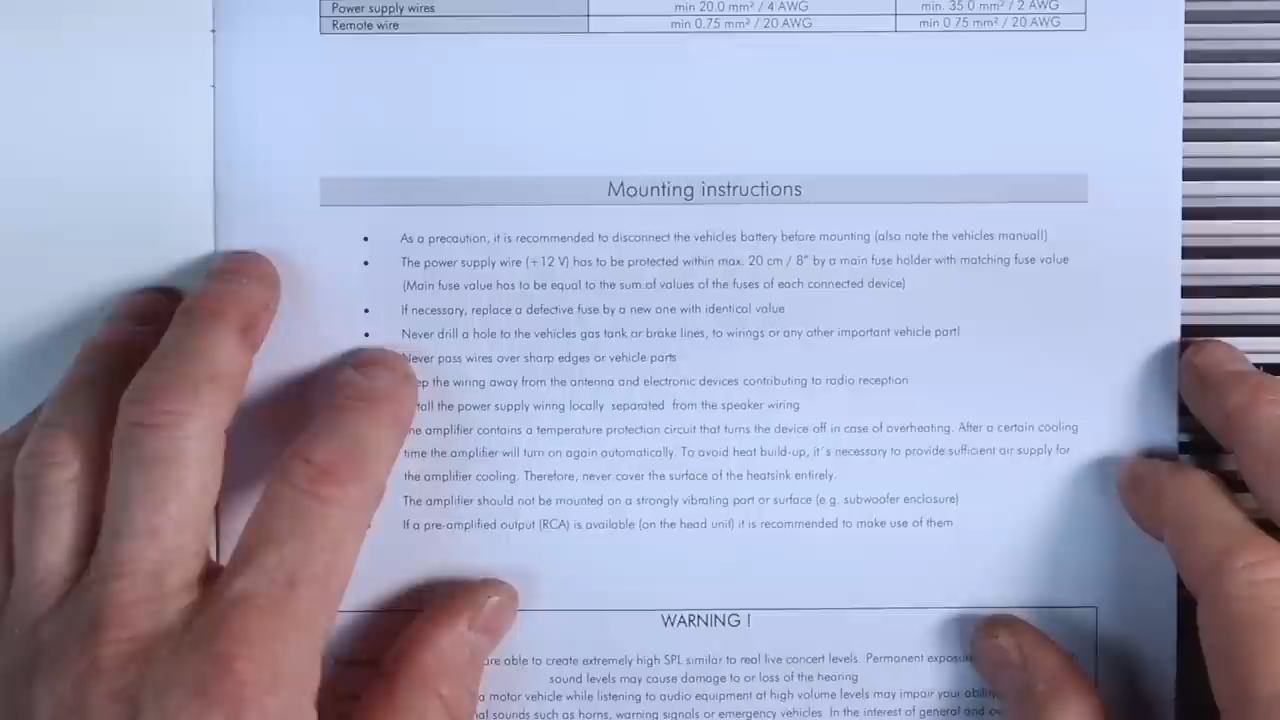 Power supply wires min 20.0 mm² / 4 AWG min. 35.0 mm² / 2 AWG
Remote wire min 0.75 mm² / 20 AWG min 0.75 mm² / 20 AWG
Mounting instructions
• As a precaution, it is recommended to disconnect the vehicles battery before mounting (also note the vehicles manual!)
• The power supply wire (+12 V) has to be protected within max. 20 cm / 8" by a main fuse holder with matching fuse value
(Main fuse value has to be equal to the sum of values of the fuses of each connected device)
• If necessary, replace a defective fuse by a new one with identical value
• Never drill a hole to the vehicles gas tank or brake lines, to wirings or any other important vehicle part!
Never pass wires over sharp edges or vehicle parts
the wiring away from the antenna and electronic devices contributing to radio reception
the power supply wiring locally separated from the speaker wiring
amplifier contains a temperature protection circuit that turns the device off in case of overheating. After a certain cooling
time the amplifier will turn on again automatically. To avoid heat build-up, it´s necessary to provide sufficient air supply for
the amplifier cooling. Therefore, never cover the surface of the heatsink entirely.
The amplifier should not be mounted on a strongly vibrating part or surface (e.g. subwoofer enclosure)
If a pre-amplified output (RCA) is available (on the head unit) it is recommended to make use of them
WARNING !
are able to create extremely high SPL similar to real live concert levels. Permanent
sound levels may cause damage to or loss of the hearing
a motor vehicle while listening to audio equipment at high volume levels may impair your
sounds such as horns, warning signals or emergency vehicles. In the interest of general and